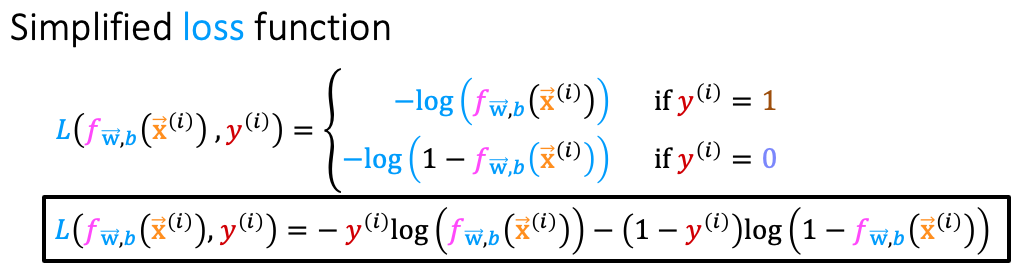 Simplified loss function
L(f_{w⃗,b}(x⃗^{(i)}), y^{(i)}) = {
−log(f_{w⃗,b}(x⃗^{(i)})) if y^{(i)} = 1
−log(1 − f_{w⃗,b}(x⃗^{(i)})) if y^{(i)} = 0
L(f_{w⃗,b}(x⃗^{(i)}), y^{(i)}) = − y^{(i)}log(f_{w⃗,b}(x⃗^{(i)})) − (1 − y^{(i)})log(1 − f_{w⃗,b}(x⃗^{(i)}))